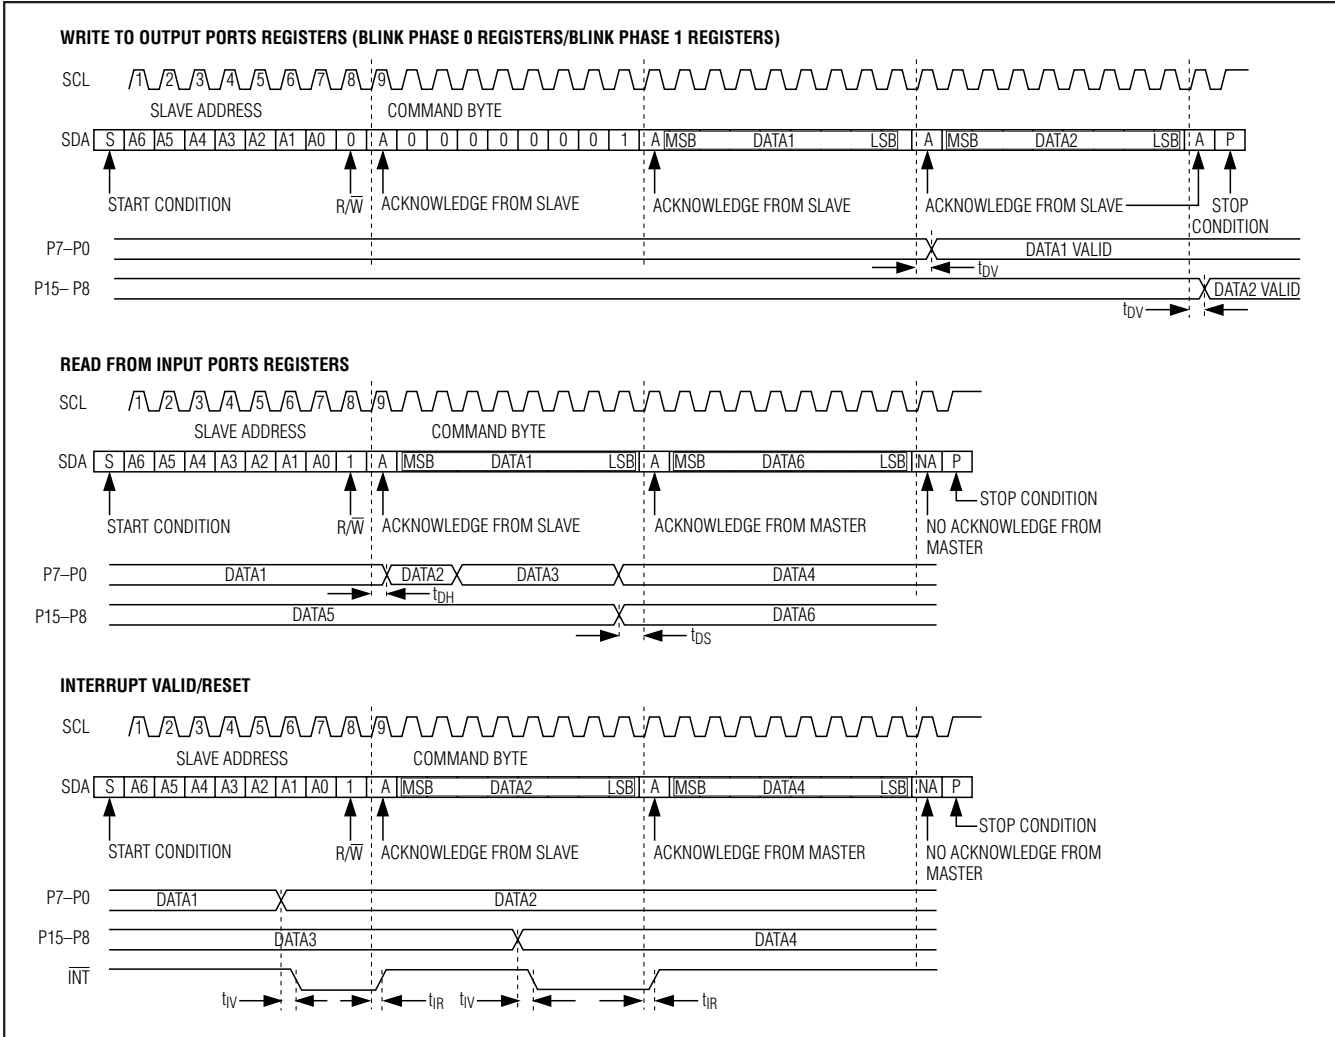 WRITE TO OUTPUT PORTS REGISTERS (BLINK PHASE 0 REGISTERS/BLINK PHASE 1 REGISTERS)
SCL 1 2 3 4 5 6 7 8 9
SLAVE ADDRESS COMMAND BYTE
SDA S A6 A5 A4 A3 A2 A1 A0 0 A 0 0 0 0 0 0 0 1 A MSB DATA1 LSB A MSB DATA2 LSB A P
START CONDITION R/W̅ ACKNOWLEDGE FROM SLAVE ACKNOWLEDGE FROM SLAVE ACKNOWLEDGE FROM SLAVE STOP
CONDITION
P7–P0 DATA1 VALID
tDV
P15– P8 DATA2 VALID
tDV
READ FROM INPUT PORTS REGISTERS
SCL 1 2 3 4 5 6 7 8 9
SLAVE ADDRESS COMMAND BYTE
SDA S A6 A5 A4 A3 A2 A1 A0 1 A MSB DATA1 LSB A MSB DATA6 LSB NA P
STOP CONDITION
START CONDITION R/W̅ ACKNOWLEDGE FROM SLAVE ACKNOWLEDGE FROM MASTER NO ACKNOWLEDGE FROM
MASTER
P7–P0 DATA1 DATA2 DATA3 DATA4
tDH
P15–P8 DATA5 DATA6
tDS
INTERRUPT VALID/RESET
SCL 1 2 3 4 5 6 7 8 9
SLAVE ADDRESS COMMAND BYTE
SDA S A6 A5 A4 A3 A2 A1 A0 1 A MSB DATA2 LSB A MSB DATA4 LSB NA P
STOP CONDITION
START CONDITION R/W̅ ACKNOWLEDGE FROM SLAVE ACKNOWLEDGE FROM MASTER NO ACKNOWLEDGE FROM
MASTER
P7–P0 DATA1 DATA2
P15–P8 DATA3 DATA4
I̅N̅T̅
tIV tIR tIV tIR